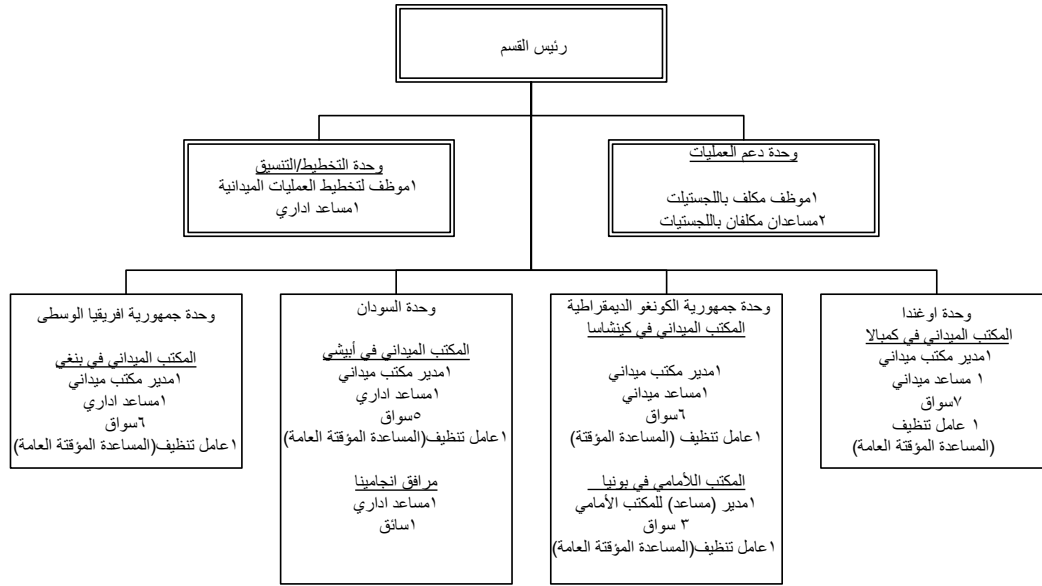 رئيس القسم
وحدة دعم العمليات
١موظف مكلف باللجستيلت
٢مساعدان مكلفان باللجستيات
وحدة التخطيط/التنسيق
١موظف لتخطيط العمليات الميدانية
١مساعد اداري
وحدة اوغندا
المكتب الميداني في كمبالا
١مدير مكتب ميداني
١ مساعد ميداني
٧سواق
١ عامل تنظيف
(المساعدة المؤقتة العامة)
وحدة جمهورية الكونغو الديمقراطية
المكتب الميداني في كينشاسا
١مدير مكتب ميداني
١مساعد ميداني
٦سواق
١عامل تنظيف (المساعدة المؤقتة)
المكتب اللأمامي في بونيا
١مدير (مساعد) للمكتب الأمامي
٣ سواق
١عامل تنظيف(المساعدة المؤقتة العامة)
وحدة السودان
المكتب الميداني في أبيشي
١مدير مكتب ميداني
١مساعد اداري
٥سواق
١عامل تنظيف(المساعدة المؤقتة العامة)
مرافق انجامينا
١مساعد اداري
١سائق
وحدة جمهورية افريقيا الوسطى
المكتب الميداني في بنغي
١مدير مكتب ميداني
١مساعد اداري
٦سواق
١عامل تنظيف(المساعدة المؤقتة العامة)